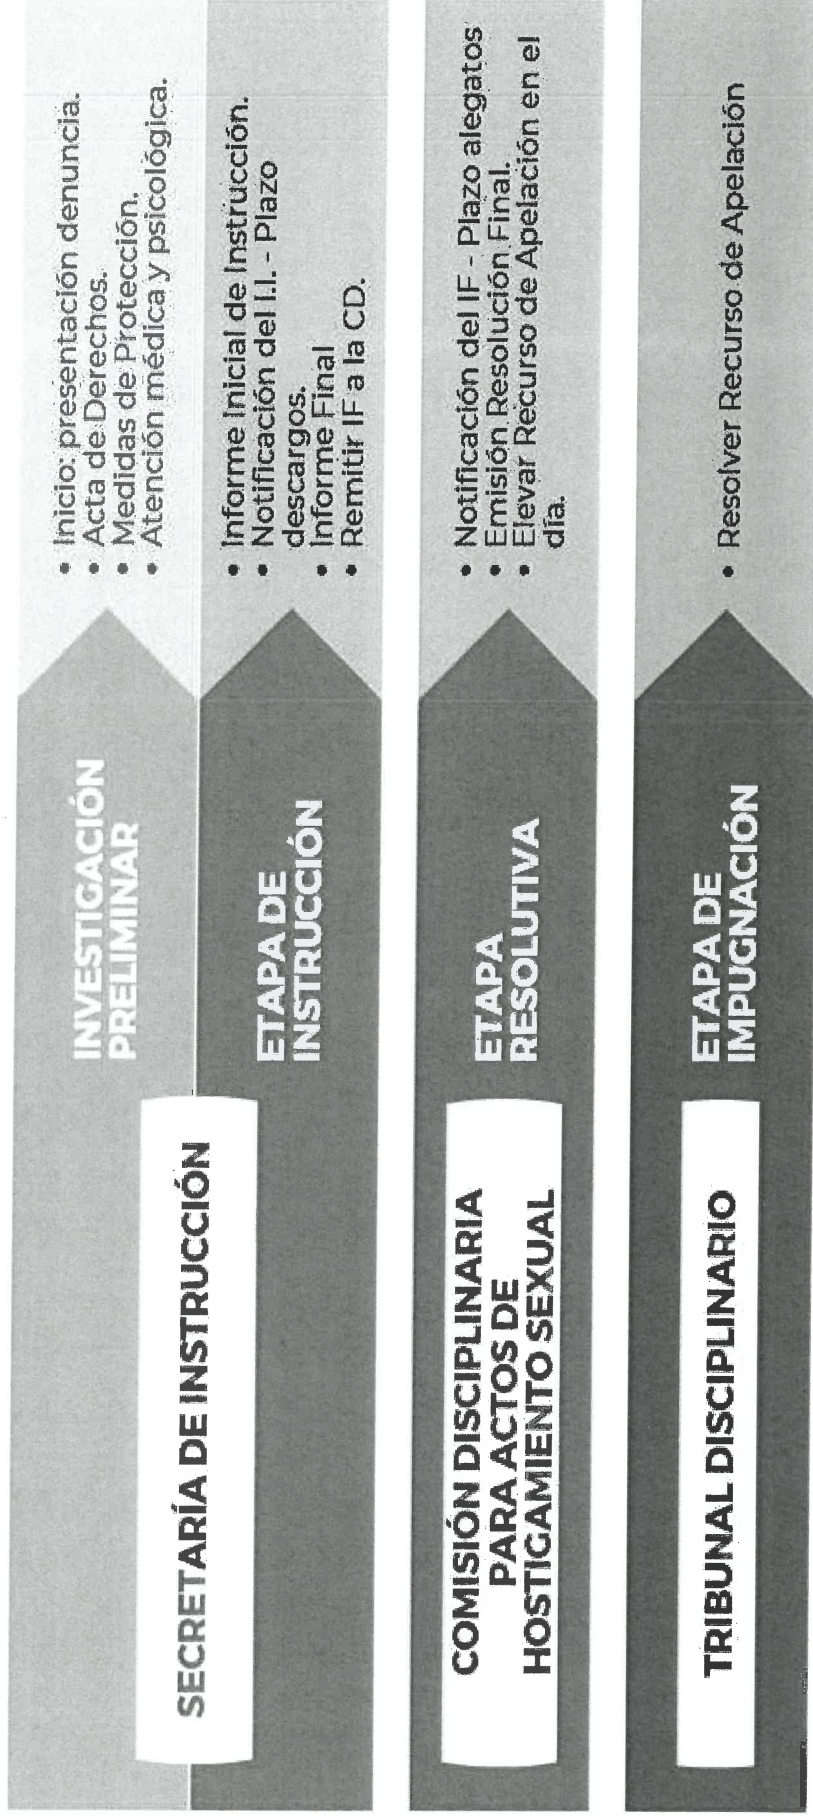 SECRETARÍA DE INSTRUCCIÓN
INVESTIGACIÓN
PRELIMINAR
• Inicio: presentación denuncia.
• Acta de Derechos.
• Medidas de Protección.
• Atención médica y psicológica.
ETAPA DE
INSTRUCCIÓN
• Informe Inicial de Instrucción.
• Notificación del I.I. - Plazo
descargos.
• Informe Final
• Remitir IF a la CD.
COMISIÓN DISCIPLINARIA
PARA ACTOS DE
HOSTIGAMIENTO SEXUAL
ETAPA
RESOLUTIVA
• Notificación del IF - Plazo alegatos
• Emisión Resolución Final.
• Elevar Recurso de Apelación en el
día.
TRIBUNAL DISCIPLINARIO
ETAPA DE
IMPUGNACIÓN
• Resolver Recurso de Apelación